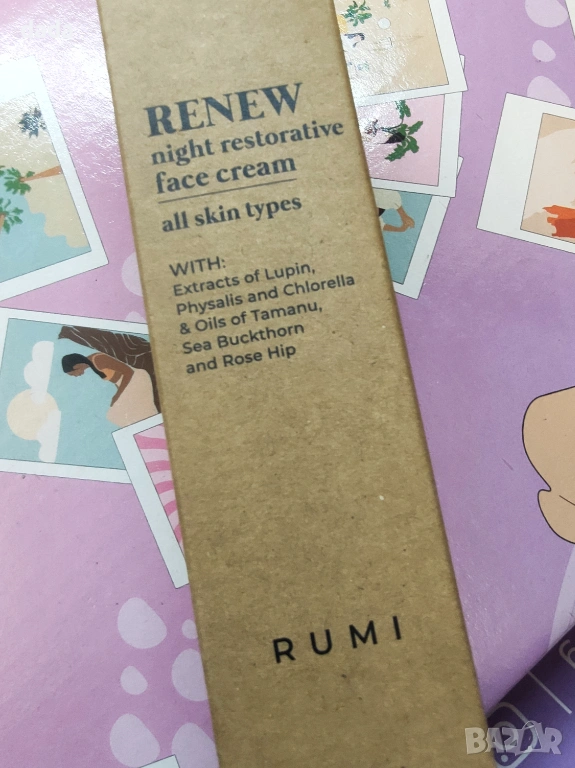 RENEW
night restorative
face cream
all skin types
WITH:
Extracts of Lupin,
Physalis and Chlorella
& Oils of Tamanu,
Sea Buckthorn
and Rose Hip
RUMI
BAZAR